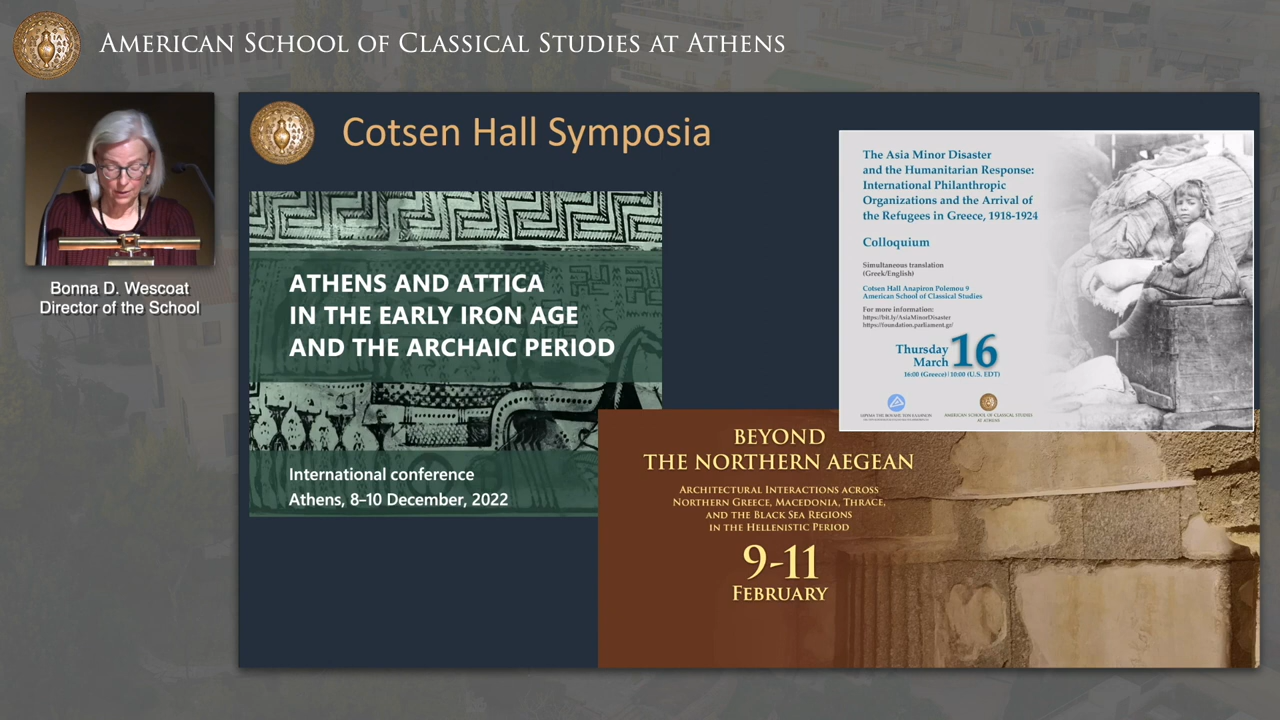 AMERICAN SCHOOL OF CLASSICAL STUDIES AT ATHENS
Bonna D. Wescoat
Director of the School
Cotsen Hall Symposia
ATHENS AND ATTICA
IN THE EARLY IRON AGE
AND THE ARCHAIC PERIOD
International conference
Athens, 8–10 December, 2022
The Asia Minor Disaster
and the Humanitarian Response:
International Philanthropic
Organizations and the Arrival of
the Refugees in Greece, 1918-1924
Colloquium
Simultaneous translation
(Greek/English)
Cotsen Hall Anapiron Polemou 9
American School of Classical Studies
For more information:
https://bit.ly/AsiaMinorDisaster
https://foundation.parliament.gr/
Thursday
March 16
16:00 (Greece) | 10:00 (U.S. EDT)
AMERICAN SCHOOL OF CLASSICAL STUDIES
AT ATHENS
BEYOND
THE NORTHERN AEGEAN
ARCHITECTURAL INTERACTIONS ACROSS
NORTHERN GREECE, MACEDONIA, THRACE,
AND THE BLACK SEA REGIONS
IN THE HELLENISTIC PERIOD
9-11
FEBRUARY